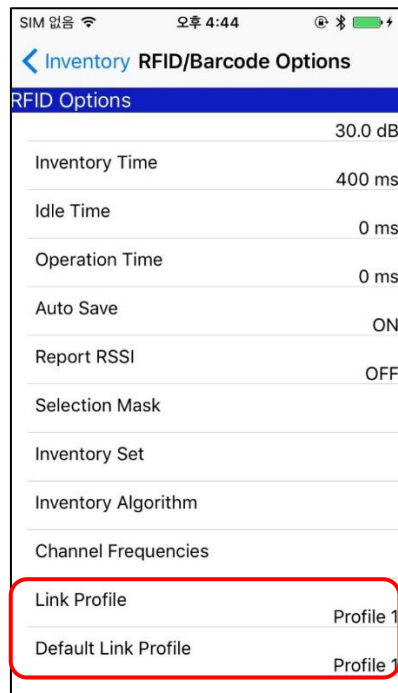 SIM 없음 오후 4:44
Inventory RFID/Barcode Options
RFID Options
30.0 dB
Inventory Time
400 ms
Idle Time
0 ms
Operation Time
0 ms
Auto Save
ON
Report RSSI
OFF
Selection Mask
Inventory Set
Inventory Algorithm
Channel Frequencies
Link Profile
Profile 1
Default Link Profile
Profile 1